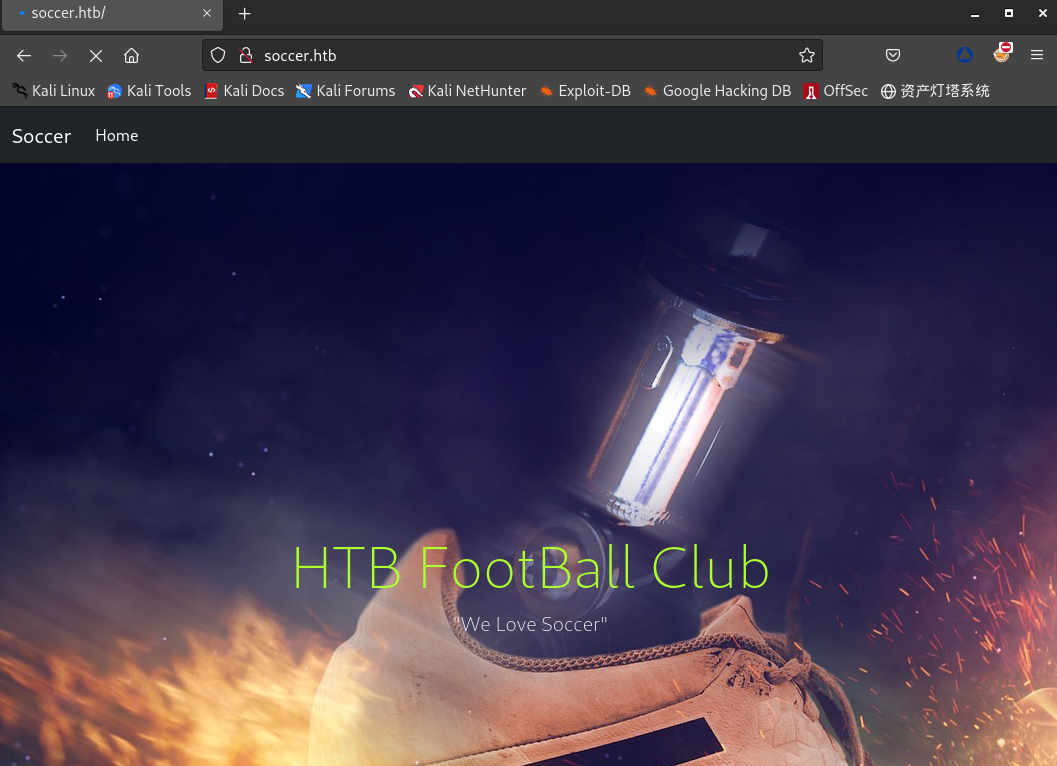 soccer.htb/
soccer.htb
Kali Linux Kali Tools Kali Docs Kali Forums Kali NetHunter Exploit-DB Google Hacking DB OffSec 资产灯塔系统
Soccer Home
HTB FootBall Club
"We Love Soccer"